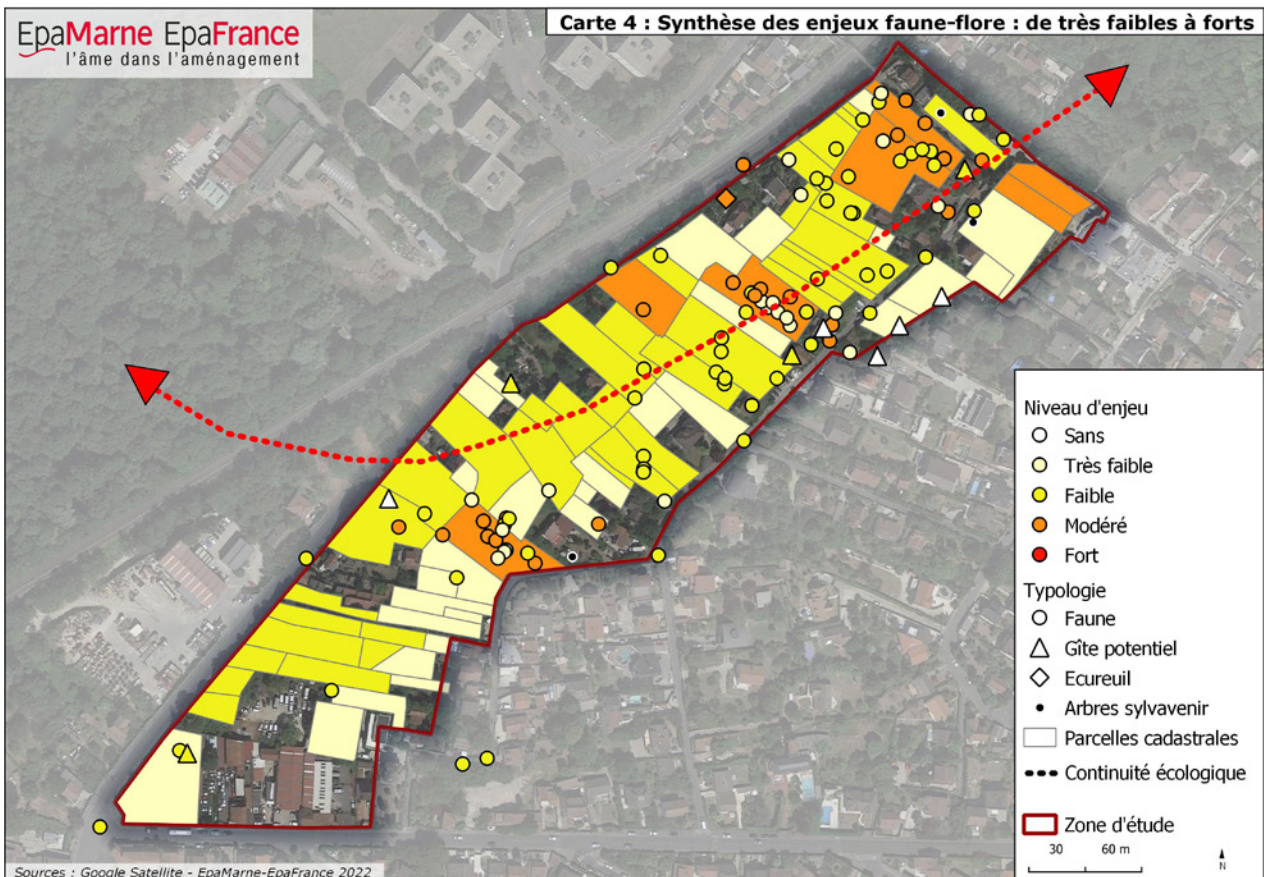 EpaMarne EpaFrance
l'âme dans l'aménagement
Carte 4 : Synthèse des enjeux faune-flore : de très faibles à forts
Niveau d'enjeu
Sans
Très faible
Faible
Modéré
Fort
Typologie
Faune
Gîte potentiel
Ecureuil
Arbres sylvavenir
Parcelles cadastrales
Continuité écologique
Zone d'étude
30 60 m
N
Sources : Google Satellite - EpaMarne-EpaFrance 2022